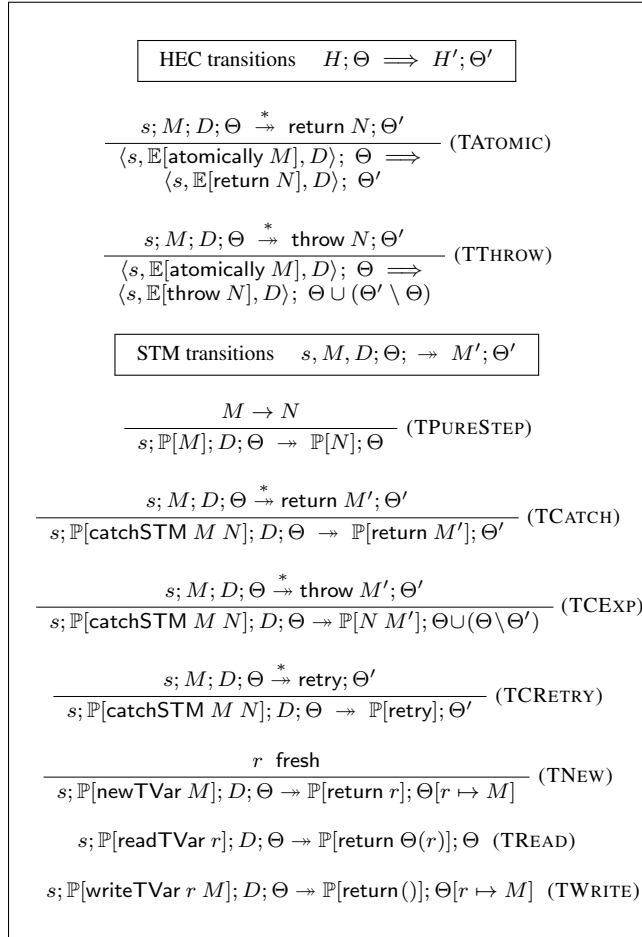 HEC transitions H; Θ ⟹ H′; Θ′
s; M; D; Θ ↠* return N; Θ′
⟨s, 𝔼[atomically M], D⟩; Θ ⟹ (TATOMIC)
⟨s, 𝔼[return N], D⟩; Θ′
s; M; D; Θ ↠* throw N; Θ′
⟨s, 𝔼[atomically M], D⟩; Θ ⟹ (TTHROW)
⟨s, 𝔼[throw N], D⟩; Θ ∪ (Θ′ \ Θ)
STM transitions s, M, D; Θ; ↠ M′; Θ′
M → N
s; ℙ[M]; D; Θ ↠ ℙ[N]; Θ (TPURESTEP)
s; M; D; Θ ↠* return M′; Θ′
s; ℙ[catchSTM M N]; D; Θ ↠ ℙ[return M′]; Θ′ (TCATCH)
s; M; D; Θ ↠* throw M′; Θ′
s; ℙ[catchSTM M N]; D; Θ ↠ ℙ[N M′]; Θ∪(Θ\Θ′) (TCEXP)
s; M; D; Θ ↠* retry; Θ′
s; ℙ[catchSTM M N]; D; Θ ↠ ℙ[retry]; Θ′ (TCRETRY)
r fresh
s; ℙ[newTVar M]; D; Θ ↠ ℙ[return r]; Θ[r ↦ M] (TNEW)
s; ℙ[readTVar r]; D; Θ ↠ ℙ[return Θ(r)]; Θ (TREAD)
s; ℙ[writeTVar r M]; D; Θ ↠ ℙ[return()]; Θ[r ↦ M] (TWRITE)